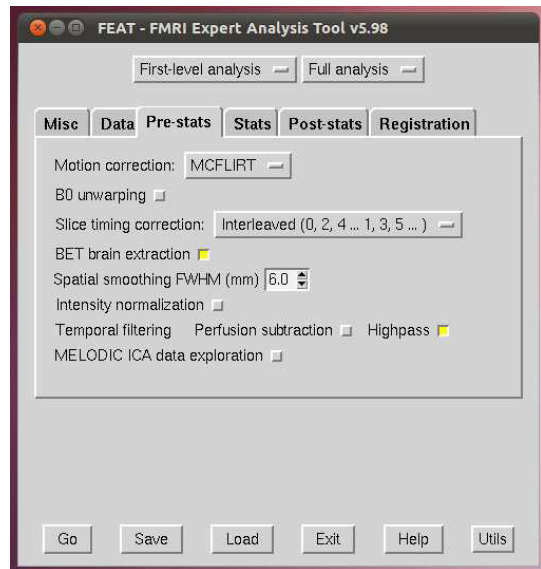 FEAT - FMRI Expert Analysis Tool v5.98
First-level analysis Full analysis
Misc Data Pre-stats Stats Post-stats Registration
Motion correction: MCFLIRT
B0 unwarping
Slice timing correction: Interleaved (0, 2, 4 ... 1, 3, 5 ... )
BET brain extraction
Spatial smoothing FWHM (mm) 6.0
Intensity normalization
Temporal filtering Perfusion subtraction Highpass
MELODIC ICA data exploration
Go Save Load Exit Help Utils